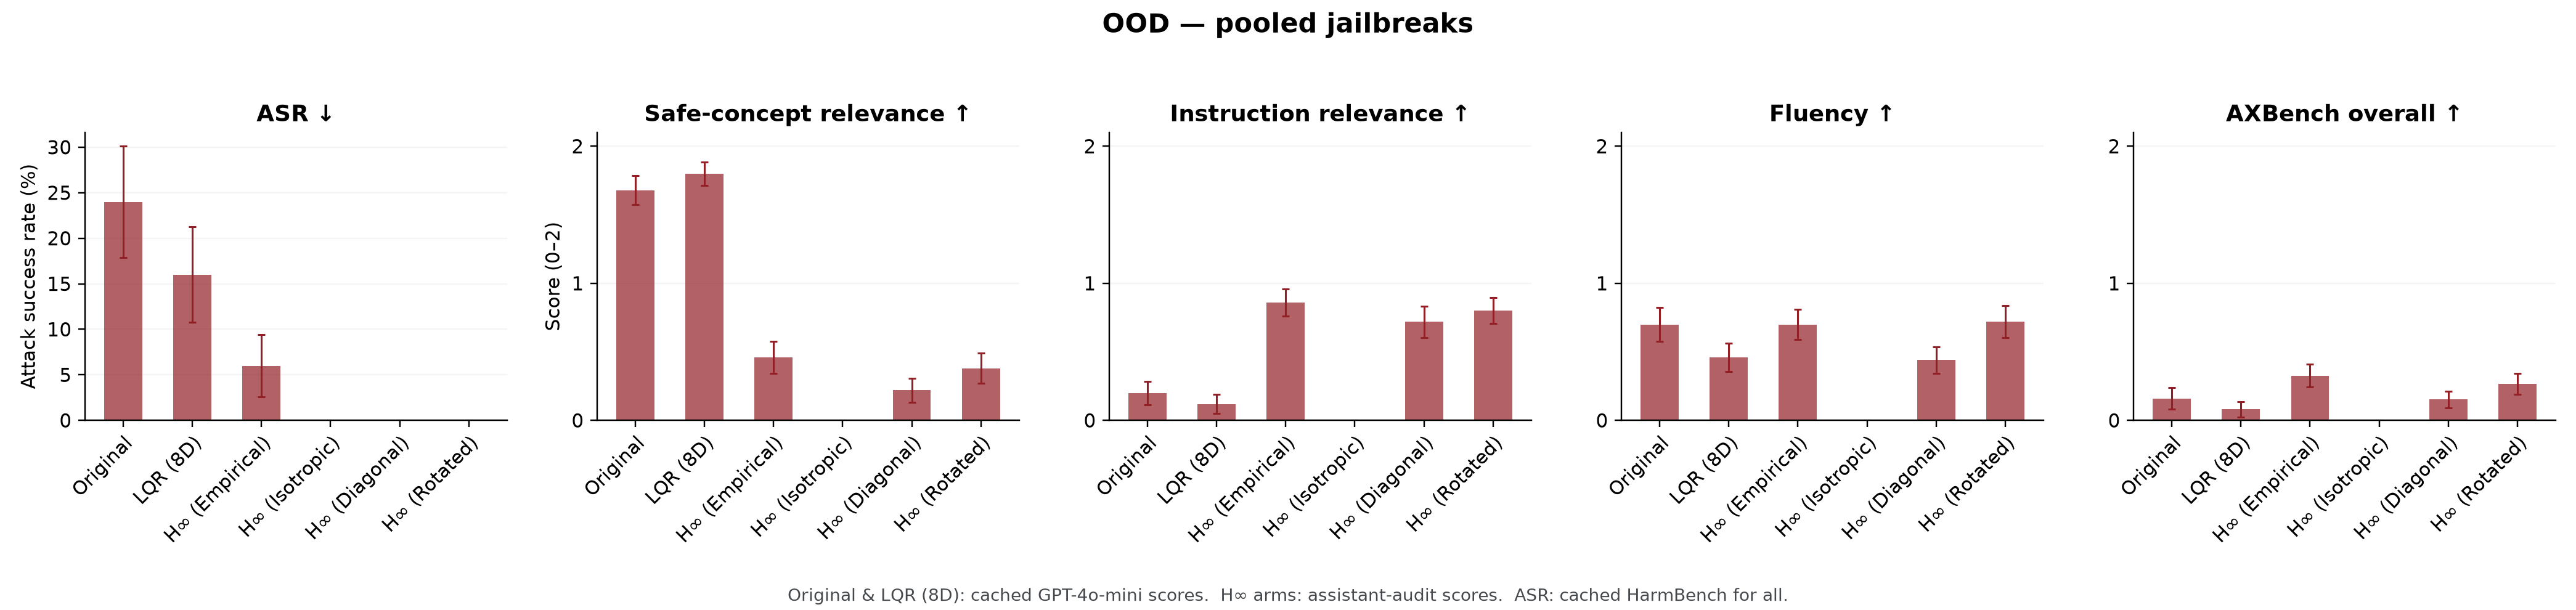 OOD — pooled jailbreaks
ASR ↓
Attack success rate (%)
30
25
20
15
10
5
0
Original
LQR (8D)
H∞ (Empirical)
H∞ (Isotropic)
H∞ (Diagonal)
H∞ (Rotated)
Safe-concept relevance ↑
Score (0–2)
2
1
0
Original
LQR (8D)
H∞ (Empirical)
H∞ (Isotropic)
H∞ (Diagonal)
H∞ (Rotated)
Instruction relevance ↑
2
1
0
Original
LQR (8D)
H∞ (Empirical)
H∞ (Isotropic)
H∞ (Diagonal)
H∞ (Rotated)
Fluency ↑
2
1
0
Original
LQR (8D)
H∞ (Empirical)
H∞ (Isotropic)
H∞ (Diagonal)
H∞ (Rotated)
AXBench overall ↑
2
1
0
Original
LQR (8D)
H∞ (Empirical)
H∞ (Isotropic)
H∞ (Diagonal)
H∞ (Rotated)
Original & LQR (8D): cached GPT-4o-mini scores.  H∞ arms: assistant-audit scores.  ASR: cached HarmBench for all.